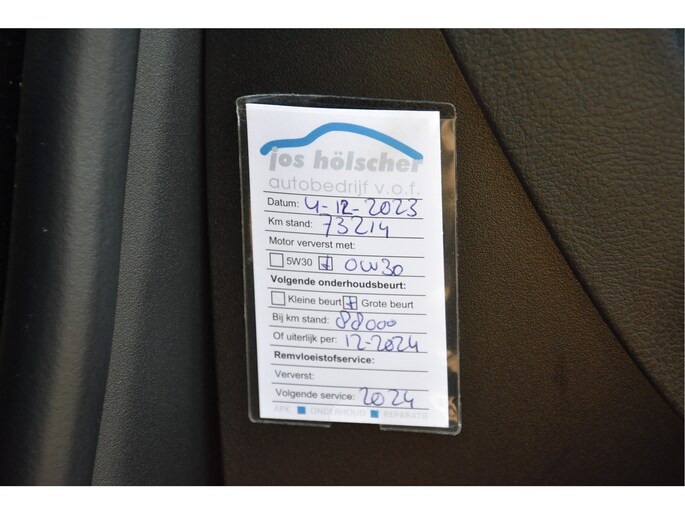 jos hölscher
autobedrijf v.o.f.
Datum: 4-12-2023
Km stand: 73214
Motor ververst met:
5W30 0W30
Volgende onderhoudsbeurt:
Kleine beurt Grote beurt
Bij km stand: 88000
Of uiterlijk per: 12-2024
Remvloeistofservice:
Ververst:
Volgende service: 2024
APK ONDERHOUD REPARATIE